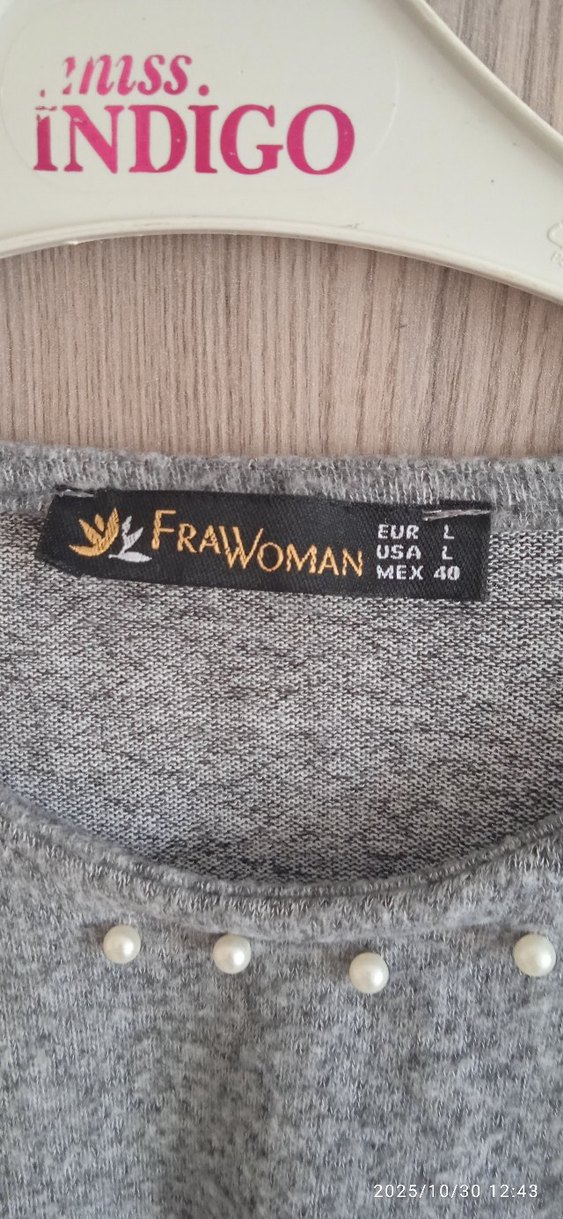 miss.
INDIGO
FRAWOMAN
EUR L
USA L
MEX 40
2025/10/30 12:43